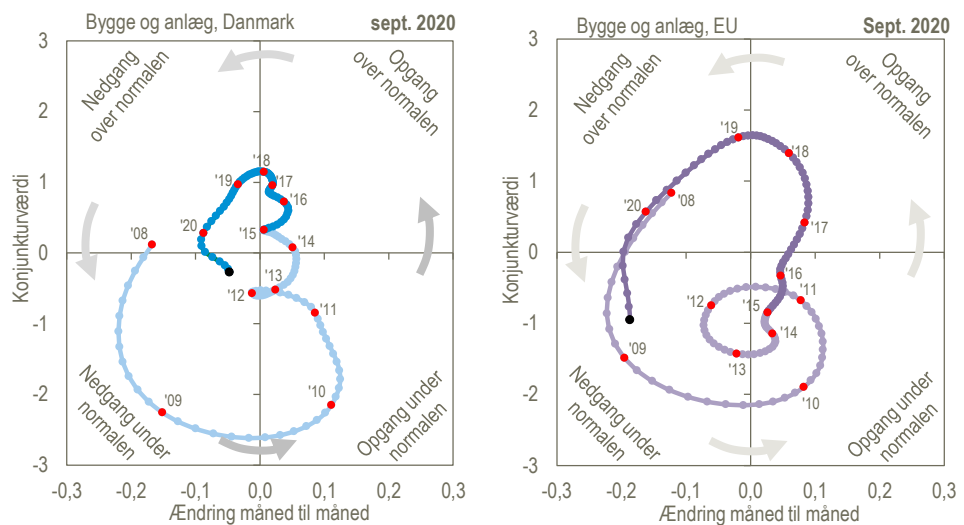 Bygge og anlæg, Danmark
sept. 2020
3
2
1
0
-1
-2
-3
Konjunkturværdi
Nedgang
over normalen
Opgang
over normalen
Nedgang under
normalen
Opgang under
normalen
'18
'19
'17
'16
'20
'15
'14
'08
'13
'12
'11
'10
'09
-0,3
-0,2
-0,1
0,0
0,1
0,2
0,3
Ændring måned til måned
Bygge og anlæg, EU
Sept. 2020
3
2
1
0
-1
-2
-3
Konjunkturværdi
Nedgang
over normalen
Opgang
over normalen
Nedgang under
normalen
Opgang under
normalen
'19
'18
'08
'20
'17
'16
'11
'12
'15
'14
'13
'09
'10
-0,3
-0,2
-0,1
0,0
0,1
0,2
0,3
Ændring måned til måned